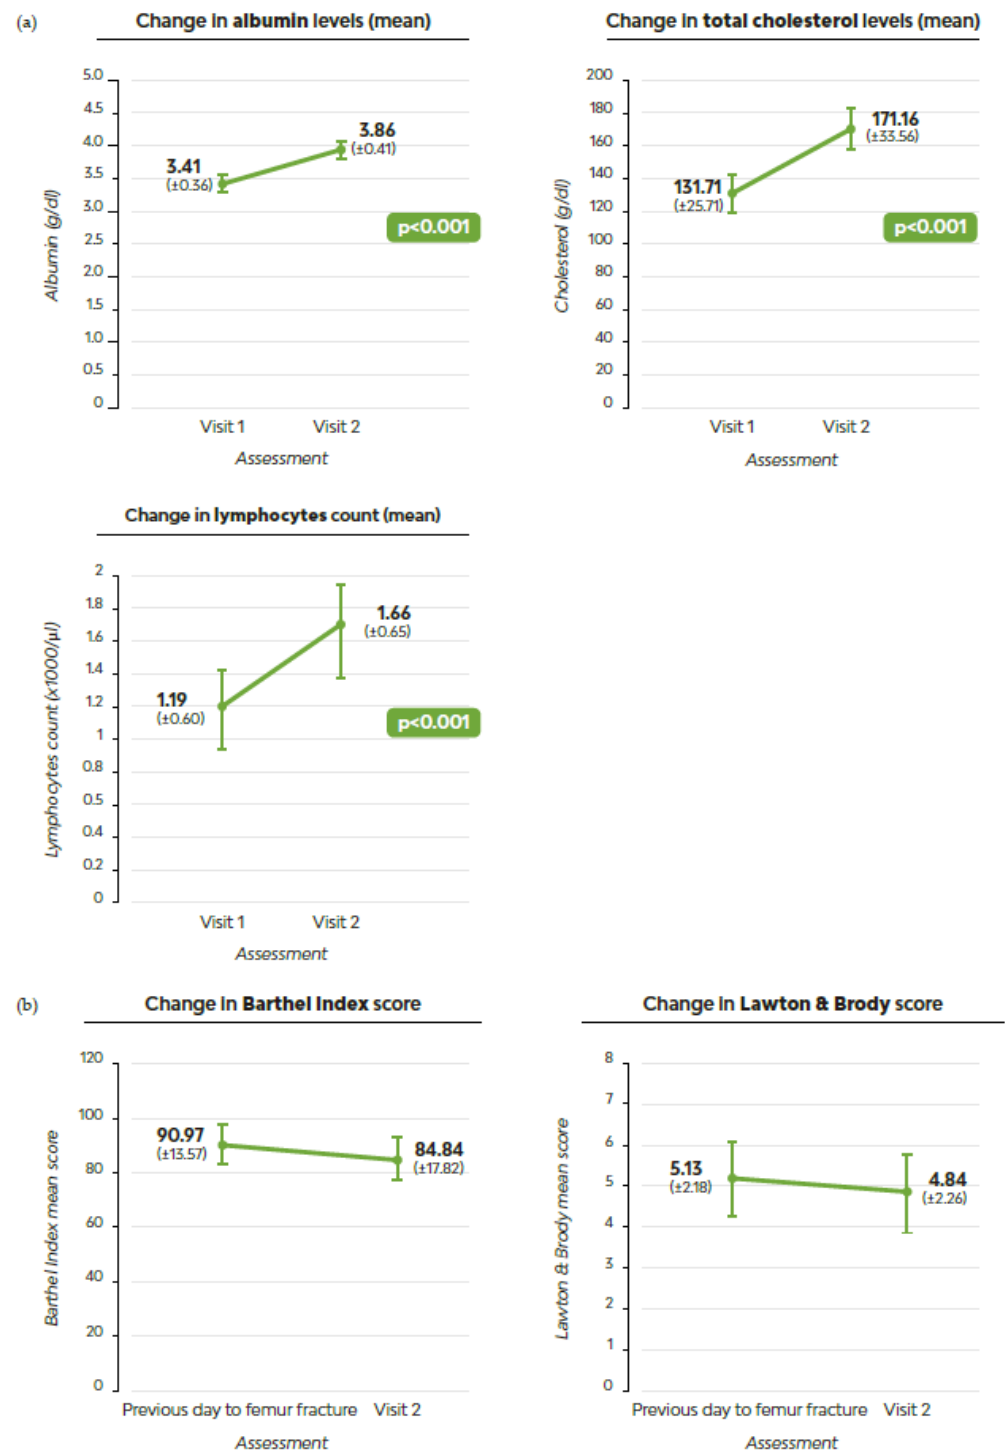 (a)
Change in albumin levels (mean)
5.0
4.5
4.0
3.5
3.0
2.5
2.0
1.5
1.0
0.5
0
Albumin (g/dl)
3.41
(±0.36)
3.86
(±0.41)
p<0.001
Visit 1
Visit 2
Assessment
Change in total cholesterol levels (mean)
200
180
160
140
120
100
80
60
40
20
0
Cholesterol (g/dl)
131.71
(±25.71)
171.16
(±33.56)
p<0.001
Visit 1
Visit 2
Assessment
Change in lymphocytes count (mean)
2
1.8
1.6
1.4
1.2
1
0.8
0.5
0.4
0.2
0
Lymphocytes count (x1000/µl)
1.19
(±0.60)
1.66
(±0.65)
p<0.001
Visit 1
Visit 2
Assessment
(b)
Change in Barthel Index score
120
100
80
60
40
20
0
Barthel Index mean score
90.97
(±13.57)
84.84
(±17.82)
Previous day to femur fracture
Visit 2
Assessment
Change in Lawton & Brody score
8
7
6
5
4
3
2
1
0
Lawton & Brody mean score
5.13
(±2.18)
4.84
(±2.26)
Previous day to femur fracture
Visit 2
Assessment